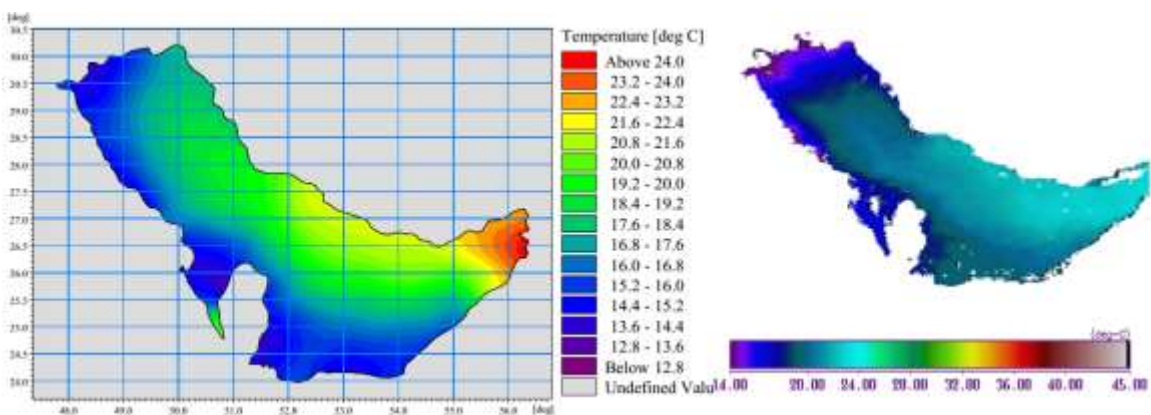 [deg]
30.5
30.0
29.5
29.0
28.5
28.0
27.5
27.0
26.5
26.0
25.5
25.0
24.5
24.0
48.0 49.0 50.0 51.0 52.0 53.0 54.0 55.0 56.0 [deg]
Temperature [deg C]
Above 24.0
23.2 - 24.0
22.4 - 23.2
21.6 - 22.4
20.8 - 21.6
20.0 - 20.8
19.2 - 20.0
18.4 - 19.2
17.6 - 18.4
16.8 - 17.6
16.0 - 16.8
15.2 - 16.0
14.4 - 15.2
13.6 - 14.4
12.8 - 13.6
Below 12.8
Undefined Valu
[deg-C]
14.00 20.00 25.00 30.00 36.00 40.00 45.00